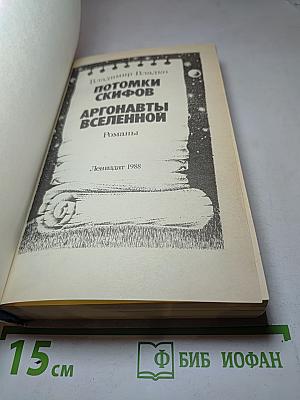 Владимир Владко
ПОТОМКИ
СКИФОВ
АРГОНАВТЫ
ВСЕЛЕННОЙ
Романы
Лениздат 1988
15 см
БИБ ИОФАН